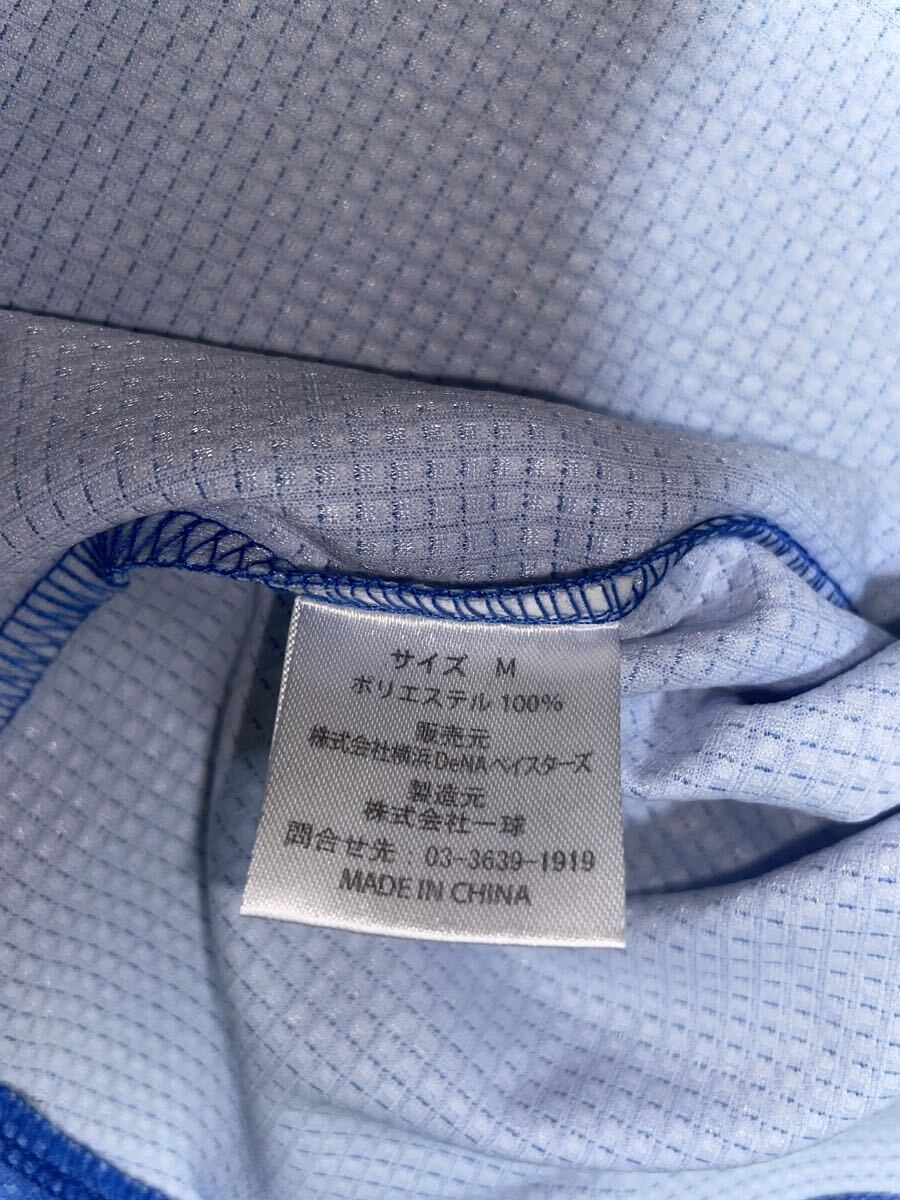 サイズ M
ポリエステル 100%
販売元
株式会社横浜DeNAベイスターズ
製造元
株式会社一球
問合せ先：03-3639-1919
MADE IN CHINA